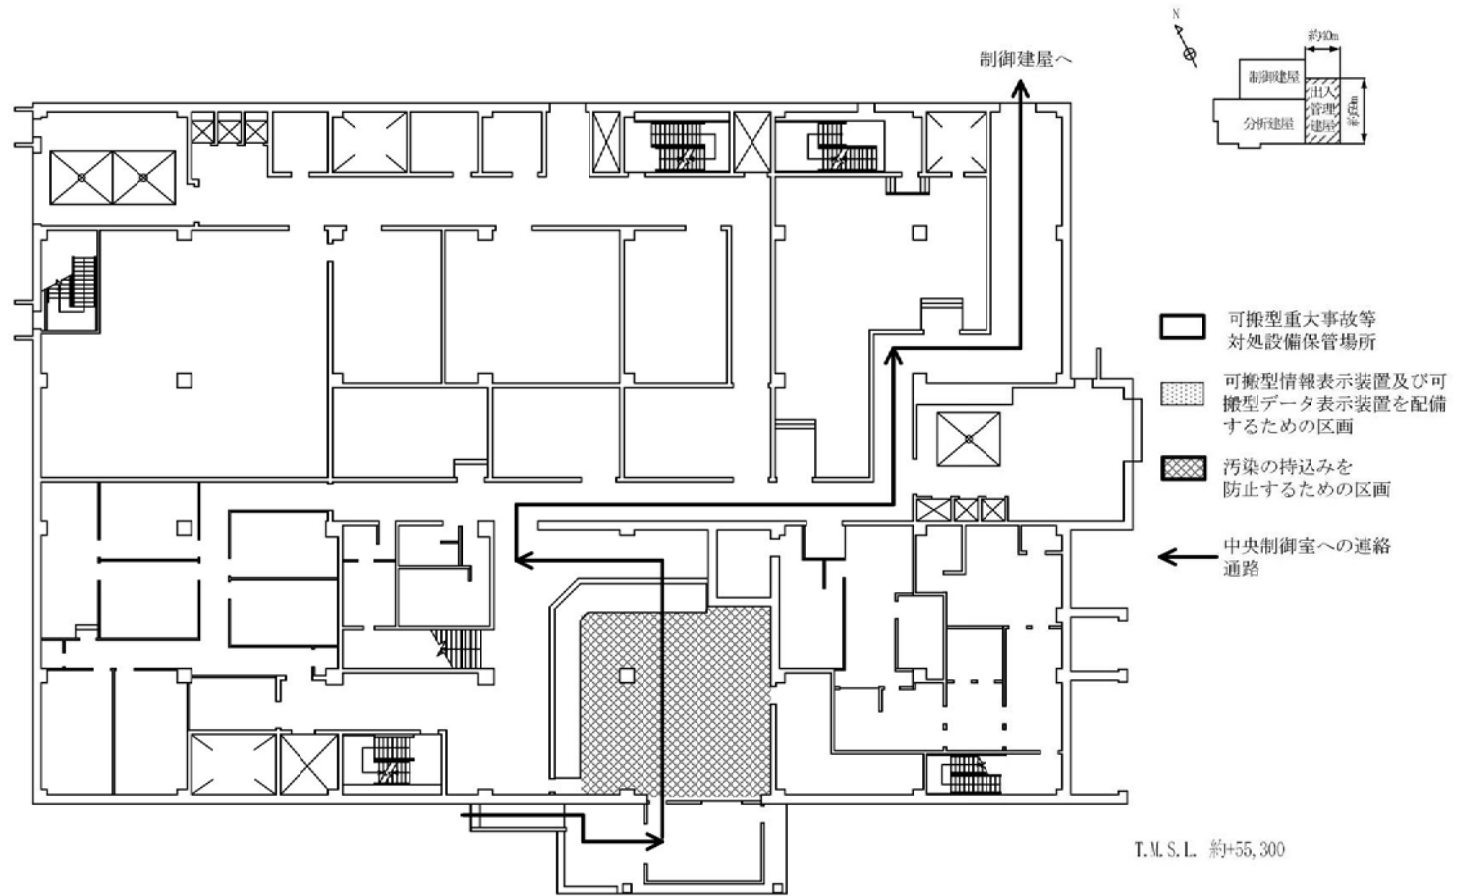 制御建屋へ
N
約40m
制御建屋
出入
管理
建屋
分析建屋
可搬型重大事故等
対処設備保管場所
可搬型情報表示装置及び可
搬型データ表示装置を配備
するための区画
汚染の持込みを
防止するための区画
中央制御室への連絡
通路
T.M.S.L. 約+55,300